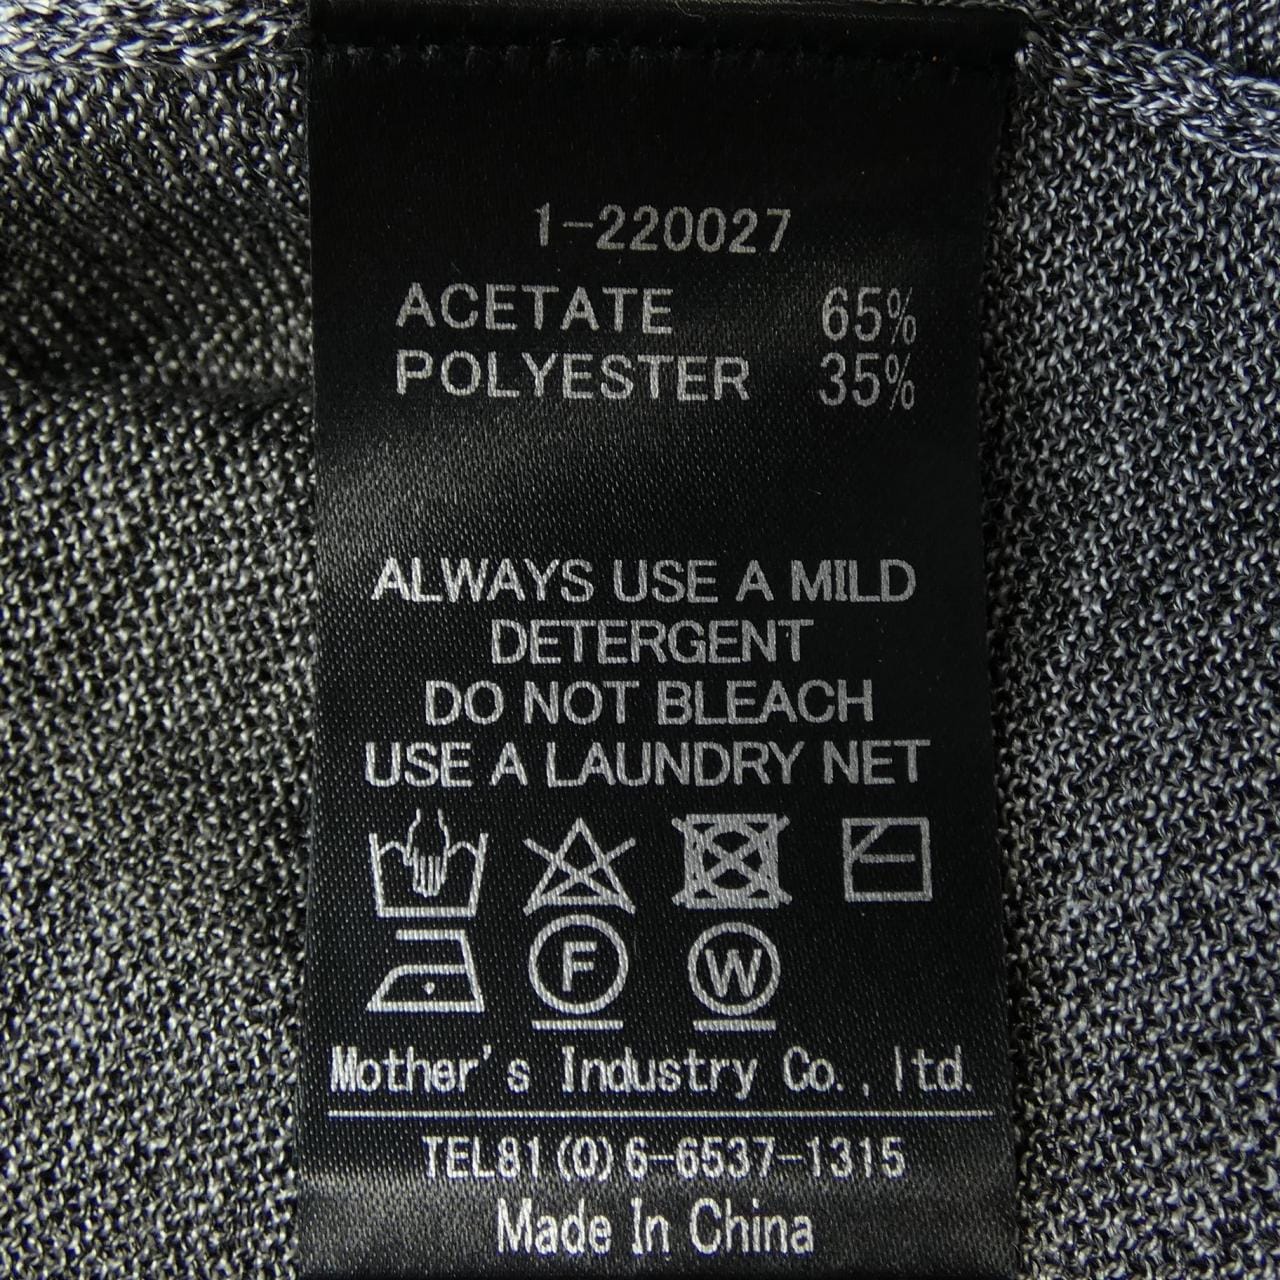 1-220027
ACETATE 65%
POLYESTER 35%
ALWAYS USE A MILD
DETERGENT
DO NOT BLEACH
USE A LAUNDRY NET
F W
Mother's Industry Co., ltd.
TEL81(0)6-6537-1315
Made In China